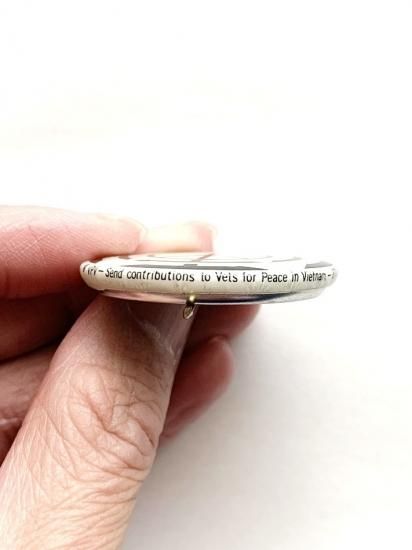 – Send contributions to Vets for Peace in Vietnam –